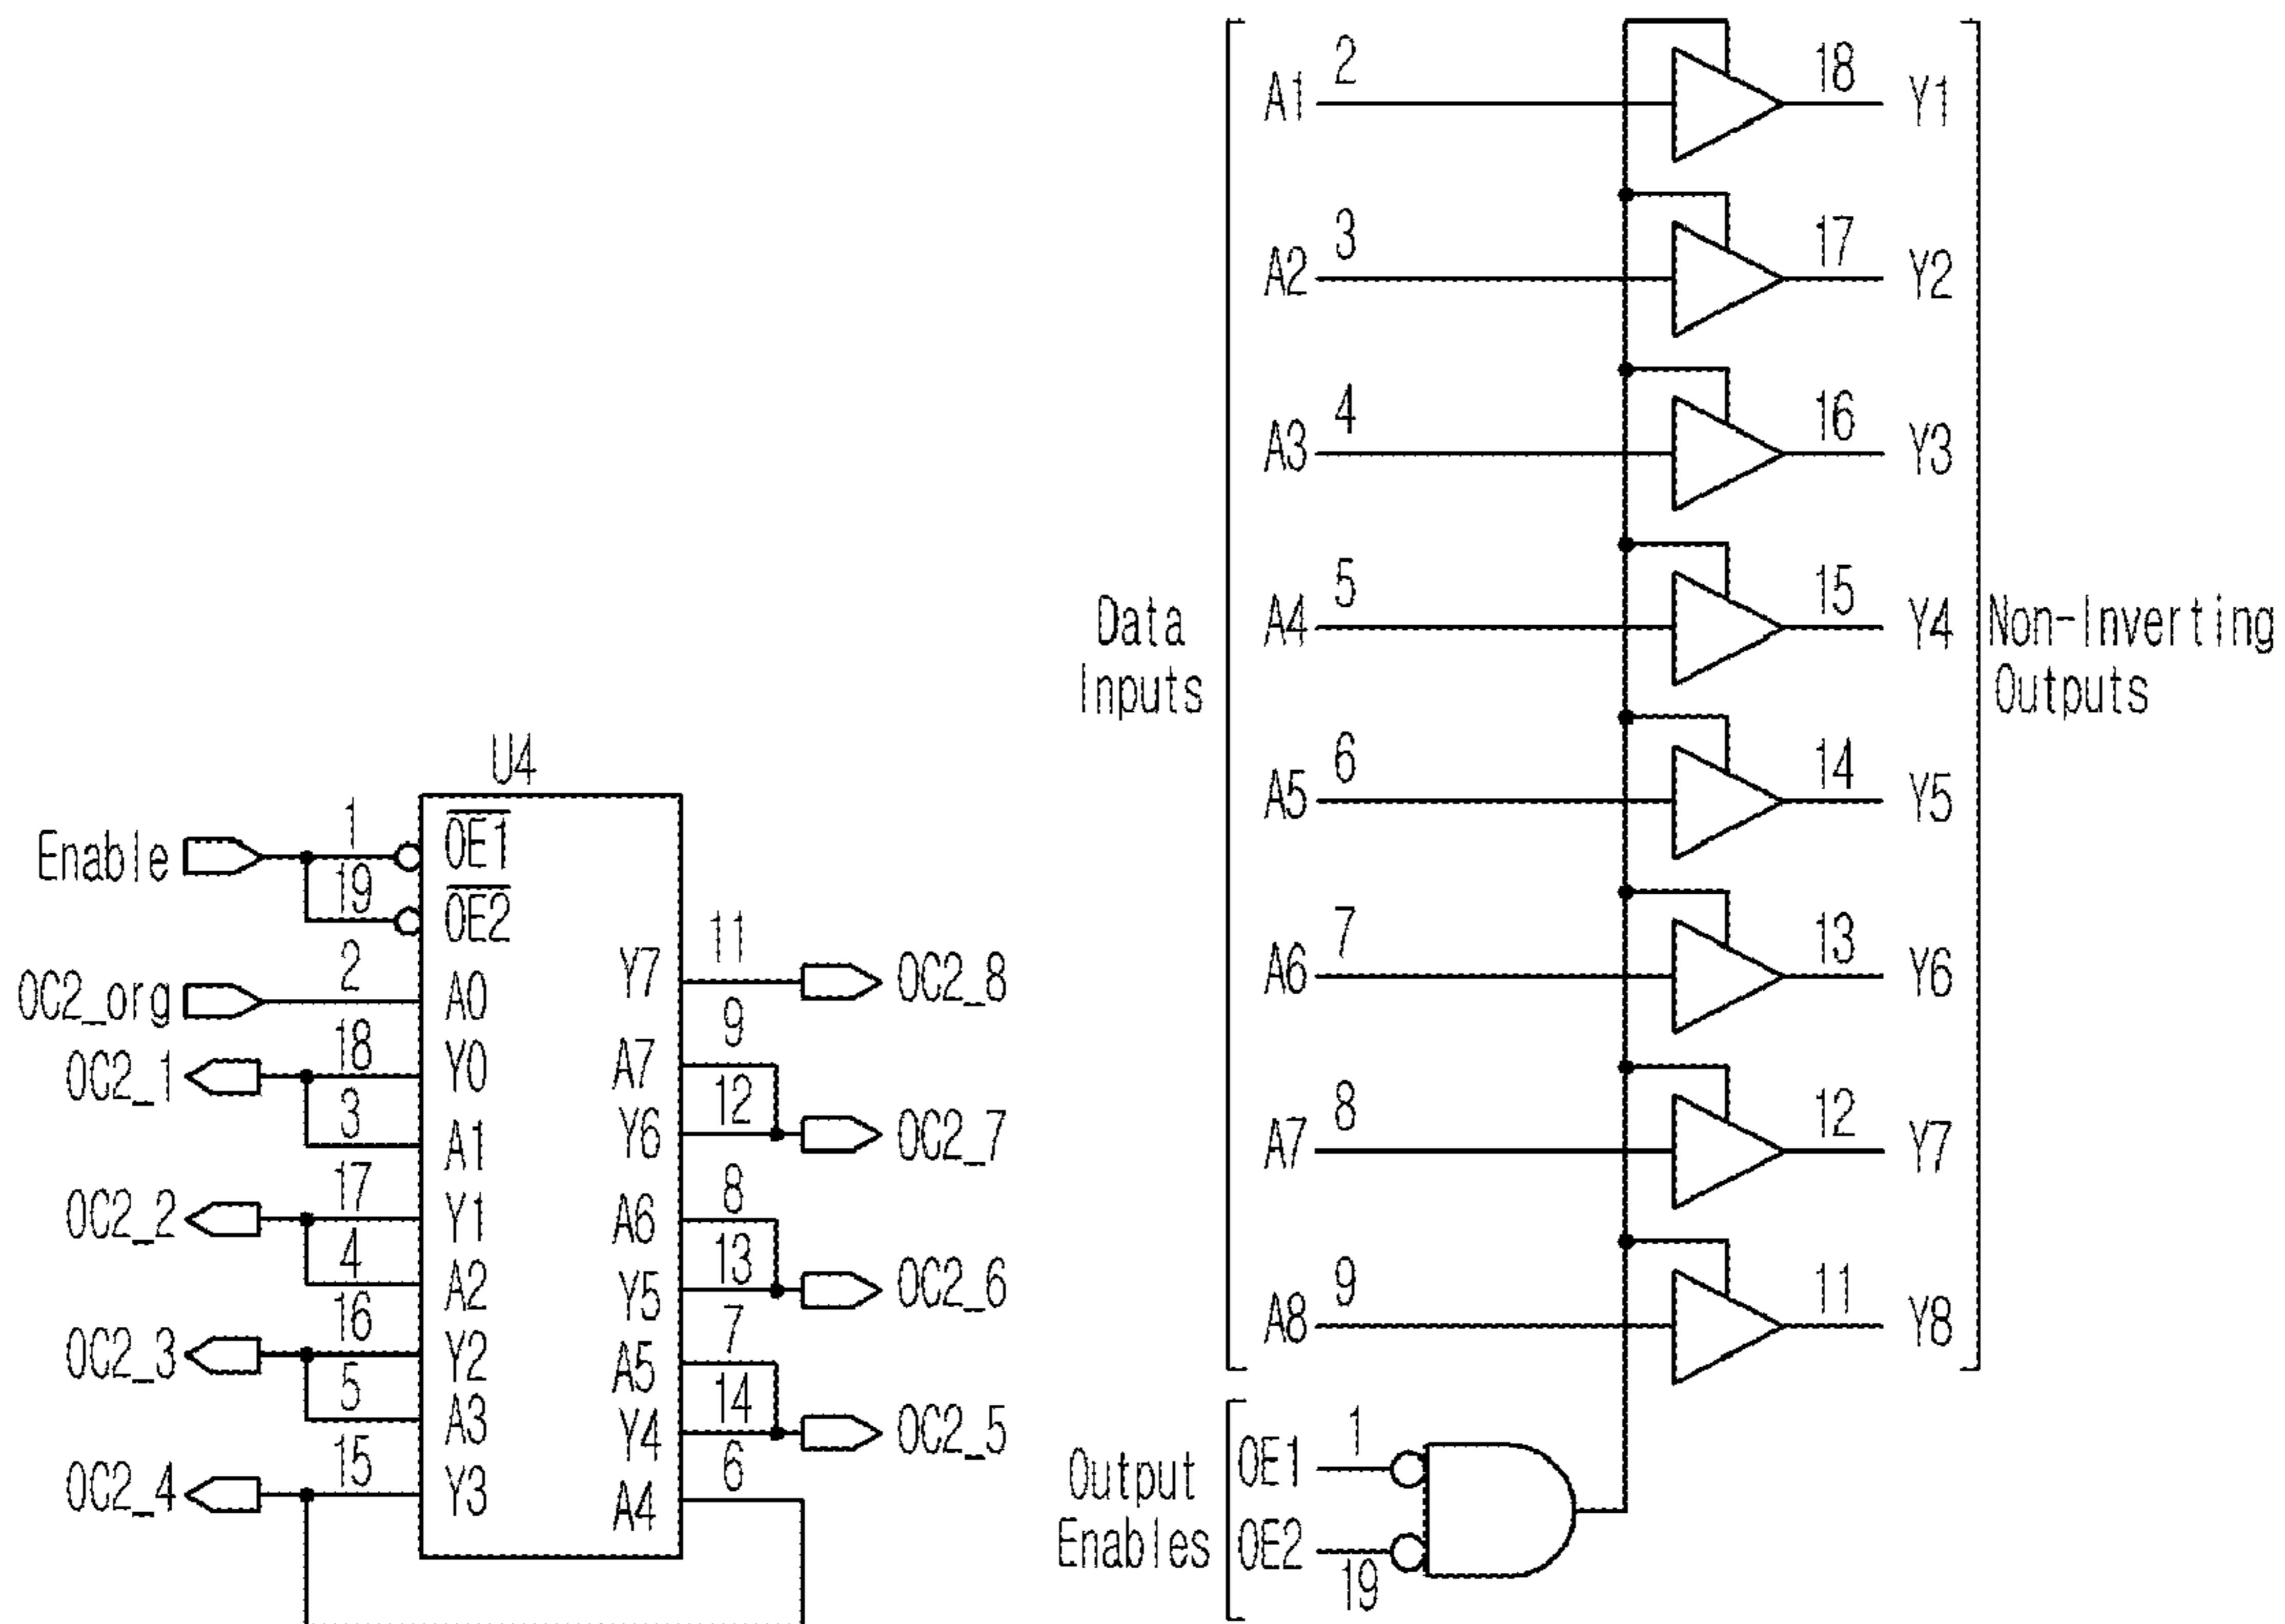 U4
Enable
1
19
OE1
OE2
OC2_org
2
A0
OC2_1
18
Y0
3
A1
OC2_2
17
Y1
4
A2
OC2_3
16
Y2
5
A3
OC2_4
15
Y3
Y7
11
OC2_8
A7
9
Y6
12
OC2_7
A6
8
Y5
13
OC2_6
A5
7
Y4
14
OC2_5
A4
6
Data
Inputs
A1 2 18 Y1
A2 3 17 Y2
A3 4 16 Y3
A4 5 15 Y4
A5 6 14 Y5
A6 7 13 Y6
A7 8 12 Y7
A8 9 11 Y8
Non-Inverting
Outputs
Output
Enables
OE1 1
OE2 19